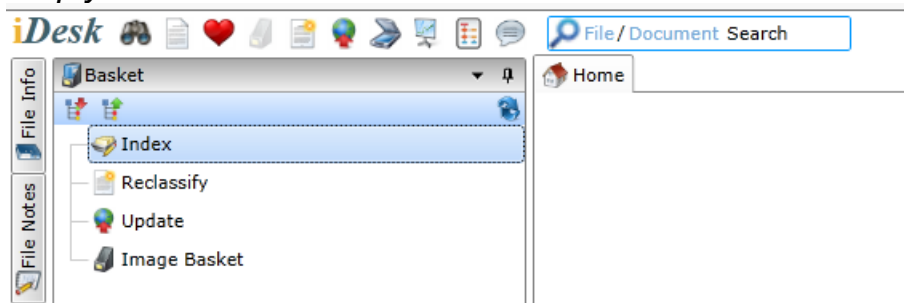 iDesk File / Document Search
File Info
File Notes
Basket
Home
Index
Reclassify
Update
Image Basket